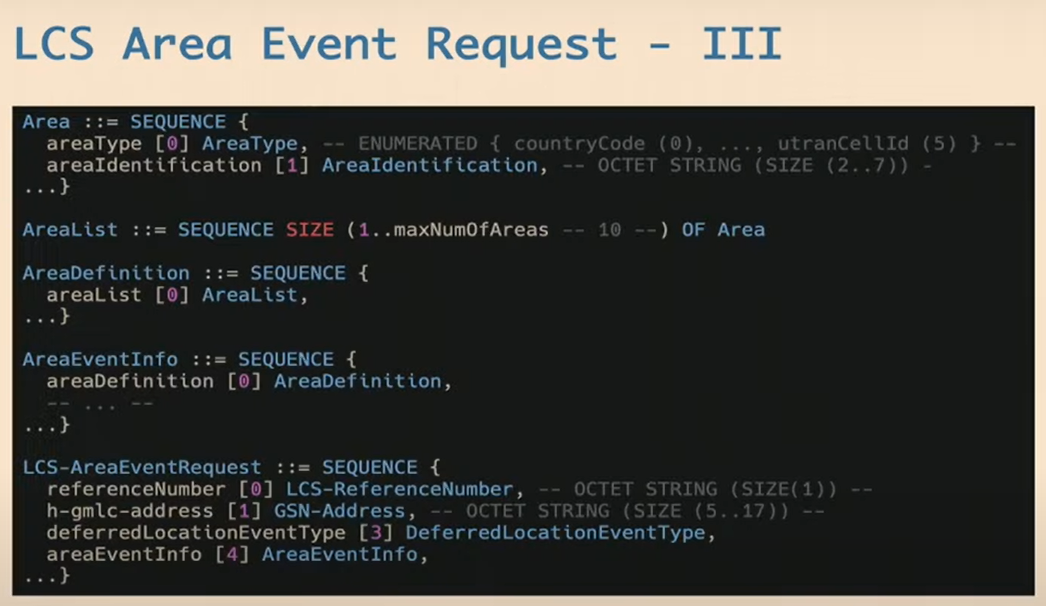 LCS Area Event Request - III
Area ::= SEQUENCE {
areaType [0] AreaType, -- ENUMERATED { countryCode (0), ..., utranCellId (5) } --
areaIdentification [1] AreaIdentification, -- OCTET STRING (SIZE (2..7)) -
...}
AreaList ::= SEQUENCE SIZE (1..maxNumOfAreas -- 10 --) OF Area
AreaDefinition ::= SEQUENCE {
areaList [0] AreaList,
...}
AreaEventInfo ::= SEQUENCE {
areaDefinition [0] AreaDefinition,
-- ... --
...}
LCS-AreaEventRequest ::= SEQUENCE {
referenceNumber [0] LCS-ReferenceNumber, -- OCTET STRING (SIZE(1)) --
h-gmlc-address [1] GSN-Address, -- OCTET STRING (SIZE (5..17)) --
deferredLocationEventType [3] DeferredLocationEventType,
areaEventInfo [4] AreaEventInfo,
...}